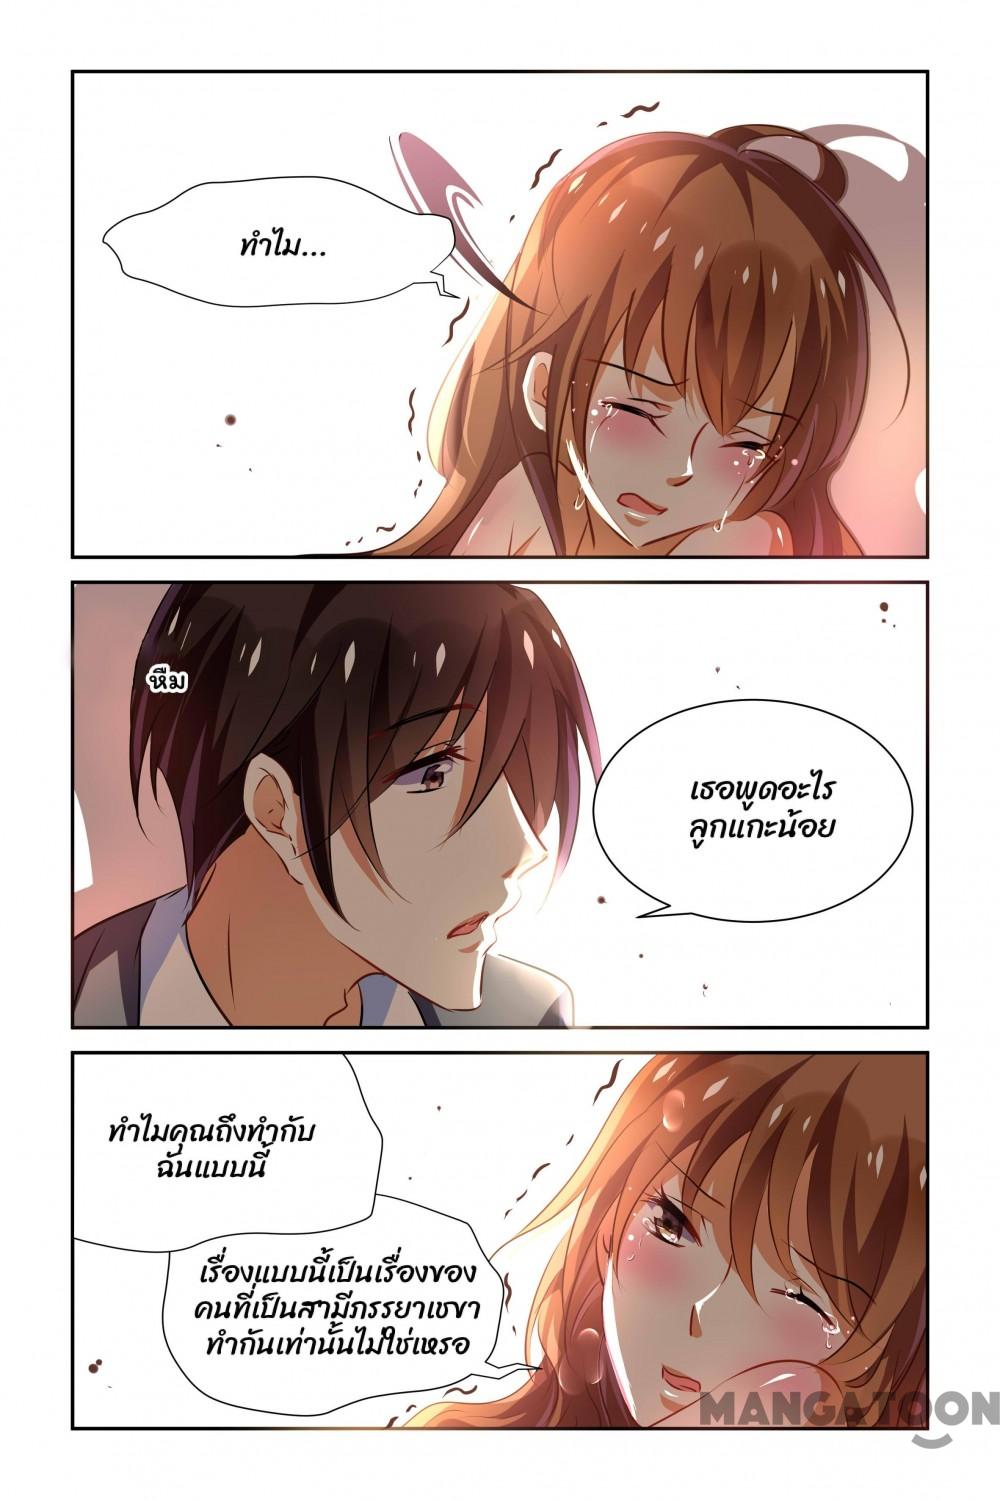 ทำไม...
หืม
เธอพูดอะไร
ลูกแกะน้อย
ทำไมคุณถึงทำกับ
ฉันแบบนี้
เรื่องแบบนี้เป็นเรื่องของ
คนที่เป็นสามีภรรยาเชขา
ทำกันเท่านั้นไม่ใช่เหรอ
MANGATOON